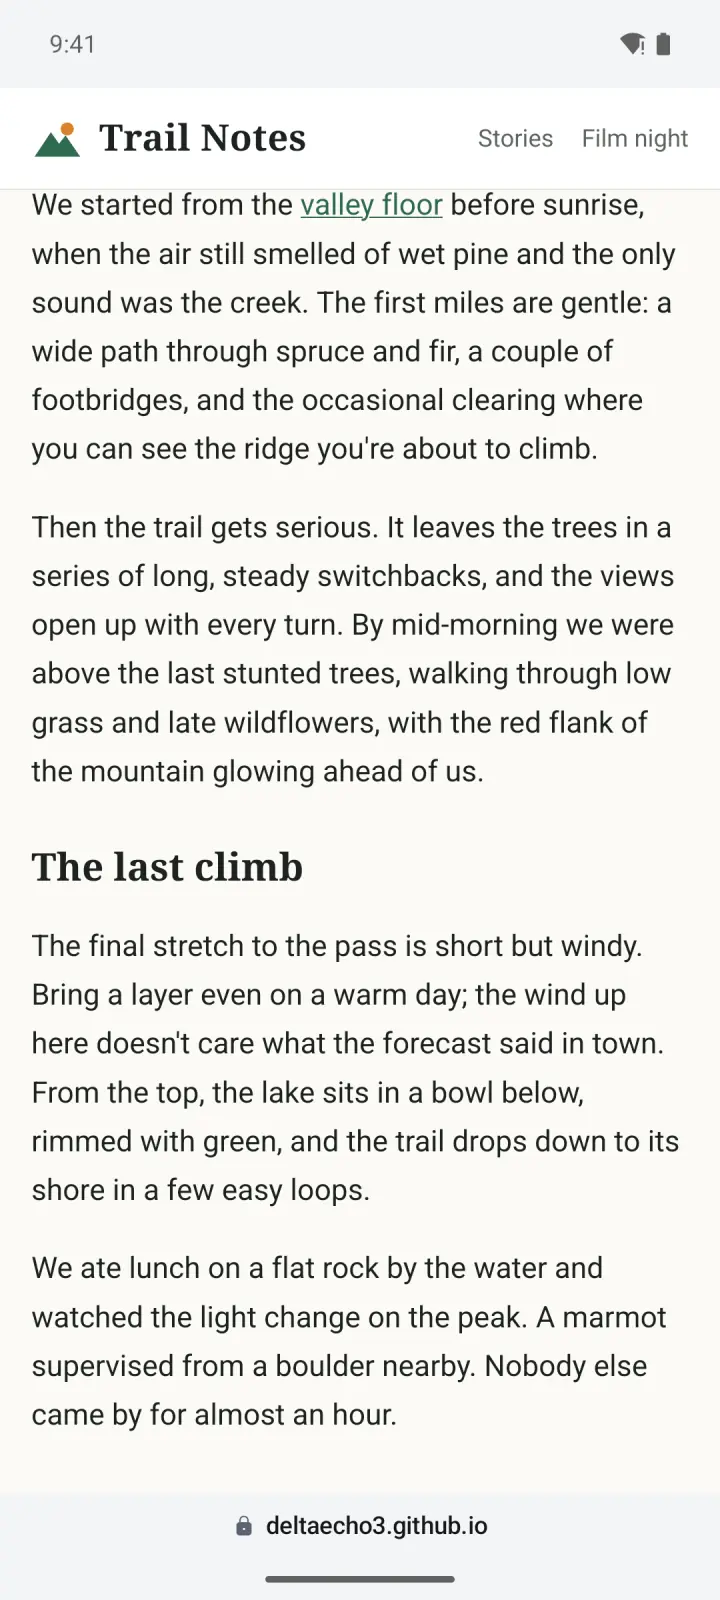 9:41
Trail Notes
Stories
Film night
We started from the valley floor before sunrise,
when the air still smelled of wet pine and the only
sound was the creek. The first miles are gentle: a
wide path through spruce and fir, a couple of
footbridges, and the occasional clearing where
you can see the ridge you're about to climb.
Then the trail gets serious. It leaves the trees in a
series of long, steady switchbacks, and the views
open up with every turn. By mid-morning we were
above the last stunted trees, walking through low
grass and late wildflowers, with the red flank of
the mountain glowing ahead of us.
The last climb
The final stretch to the pass is short but windy.
Bring a layer even on a warm day; the wind up
here doesn't care what the forecast said in town.
From the top, the lake sits in a bowl below,
rimmed with green, and the trail drops down to its
shore in a few easy loops.
We ate lunch on a flat rock by the water and
watched the light change on the peak. A marmot
supervised from a boulder nearby. Nobody else
came by for almost an hour.
deltaecho3.github.io